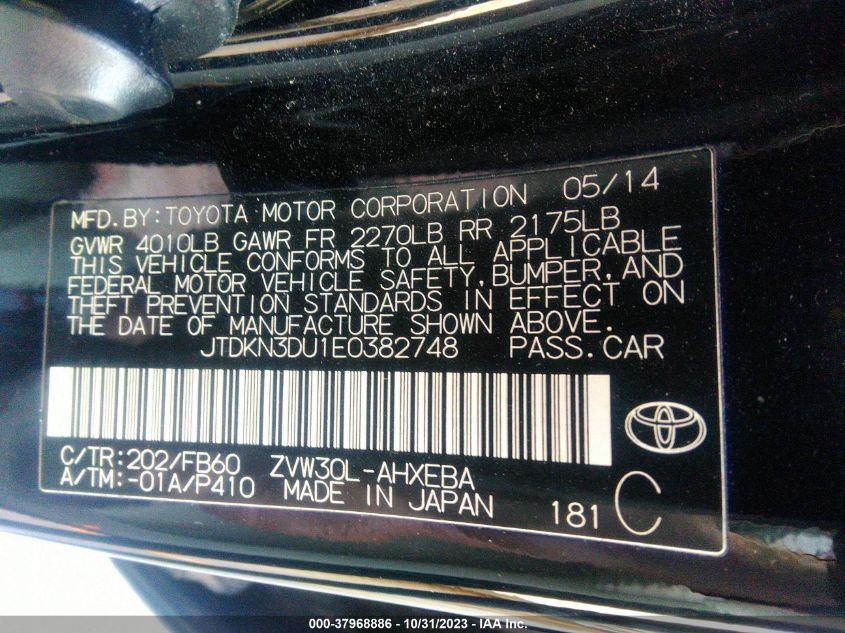 MFD.BY:TOYOTA MOTOR CORPORATION 05/14
GVWR 4010LB GAWR FR 2270LB RR 2175LB
THIS VEHICLE CONFORMS TO ALL APPLICABLE
FEDERAL MOTOR VEHICLE SAFETY,BUMPER,AND
THEFT PREVENTION STANDARDS IN EFFECT ON
THE DATE OF MANUFACTURE SHOWN ABOVE.
JTDKN3DU1E0382748 PASS.CAR
C/TR:202/FB60 ZVW30L-AHXEBA
A/TM:-01A/P410 MADE IN JAPAN
181 C
000-37968886 - 10/31/2023 - IAA Inc.